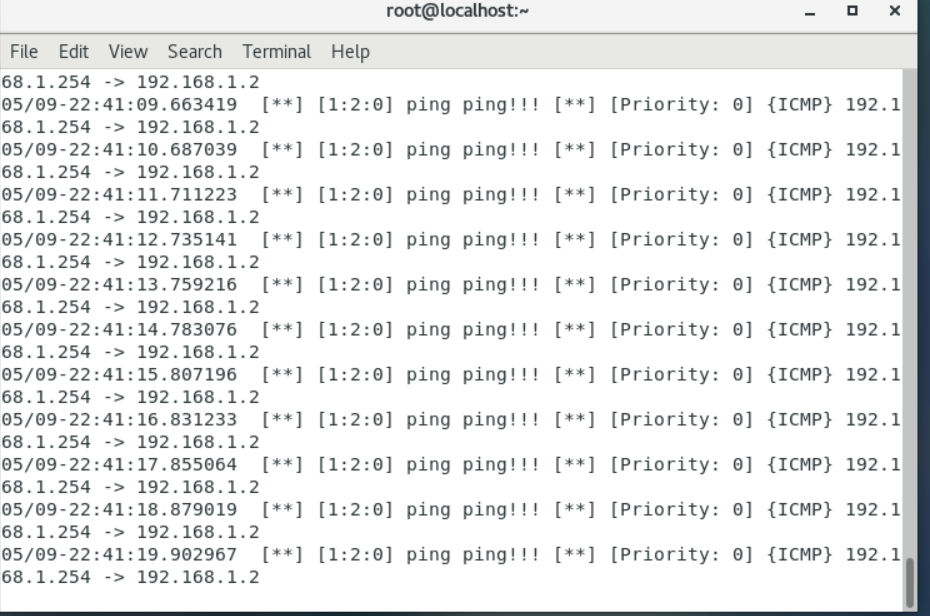 root@localhost:~
File Edit View Search Terminal Help
68.1.254 -> 192.168.1.2
05/09-22:41:09.663419  [**] [1:2:0] ping ping!!! [**] [Priority: 0] {ICMP} 192.1
68.1.254 -> 192.168.1.2
05/09-22:41:10.687039  [**] [1:2:0] ping ping!!! [**] [Priority: 0] {ICMP} 192.1
68.1.254 -> 192.168.1.2
05/09-22:41:11.711223  [**] [1:2:0] ping ping!!! [**] [Priority: 0] {ICMP} 192.1
68.1.254 -> 192.168.1.2
05/09-22:41:12.735141  [**] [1:2:0] ping ping!!! [**] [Priority: 0] {ICMP} 192.1
68.1.254 -> 192.168.1.2
05/09-22:41:13.759216  [**] [1:2:0] ping ping!!! [**] [Priority: 0] {ICMP} 192.1
68.1.254 -> 192.168.1.2
05/09-22:41:14.783076  [**] [1:2:0] ping ping!!! [**] [Priority: 0] {ICMP} 192.1
68.1.254 -> 192.168.1.2
05/09-22:41:15.807196  [**] [1:2:0] ping ping!!! [**] [Priority: 0] {ICMP} 192.1
68.1.254 -> 192.168.1.2
05/09-22:41:16.831233  [**] [1:2:0] ping ping!!! [**] [Priority: 0] {ICMP} 192.1
68.1.254 -> 192.168.1.2
05/09-22:41:17.855064  [**] [1:2:0] ping ping!!! [**] [Priority: 0] {ICMP} 192.1
68.1.254 -> 192.168.1.2
05/09-22:41:18.879019  [**] [1:2:0] ping ping!!! [**] [Priority: 0] {ICMP} 192.1
68.1.254 -> 192.168.1.2
05/09-22:41:19.902967  [**] [1:2:0] ping ping!!! [**] [Priority: 0] {ICMP} 192.1
68.1.254 -> 192.168.1.2